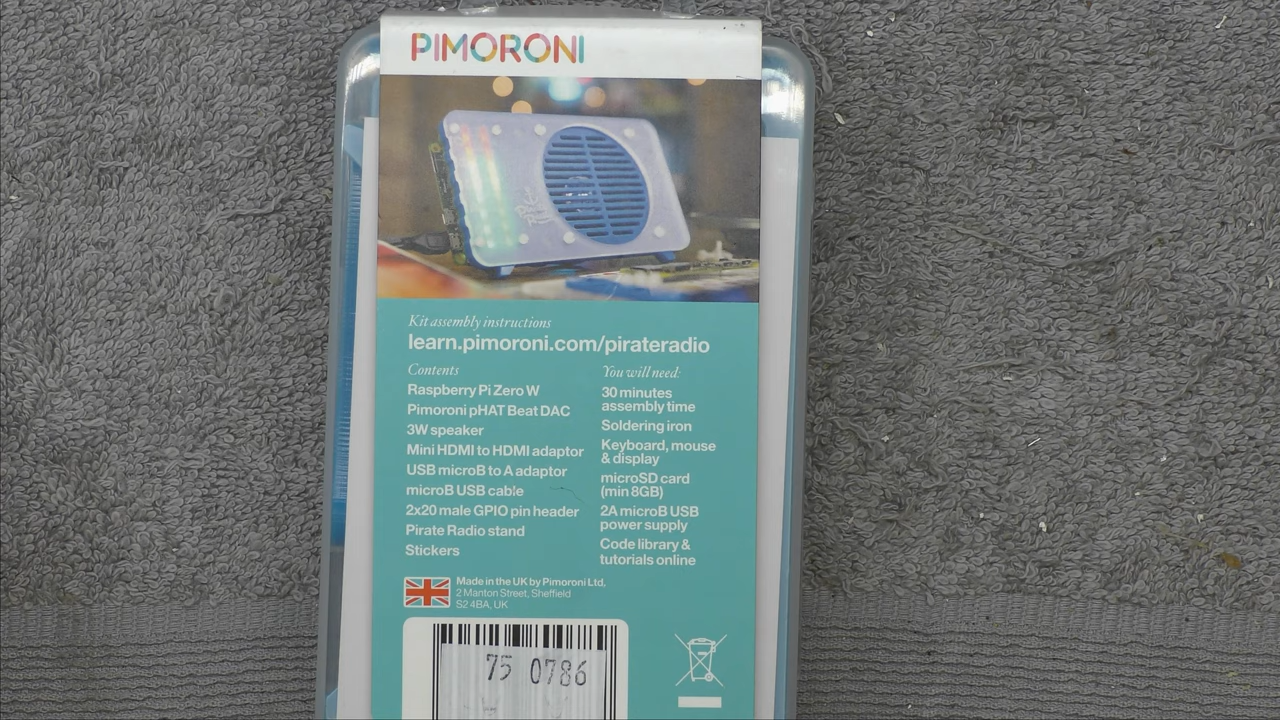 PIMORONI
Kit assembly instructions
learn.pimoroni.com/pirateradio
Contents
Raspberry Pi Zero W
Pimoroni pHAT Beat DAC
3W speaker
Mini HDMI to HDMI adaptor
USB microB to A adaptor
microB USB cable
2x20 male GPIO pin header
Pirate Radio stand
Stickers
You will need:
30 minutes
assembly time
Soldering iron
Keyboard, mouse
& display
microSD card
(min 8GB)
2A microB USB
power supply
Code library &
tutorials online
Made in the UK by Pimoroni Ltd,
2 Manton Street, Sheffield
S2 4BA, UK
75 0786